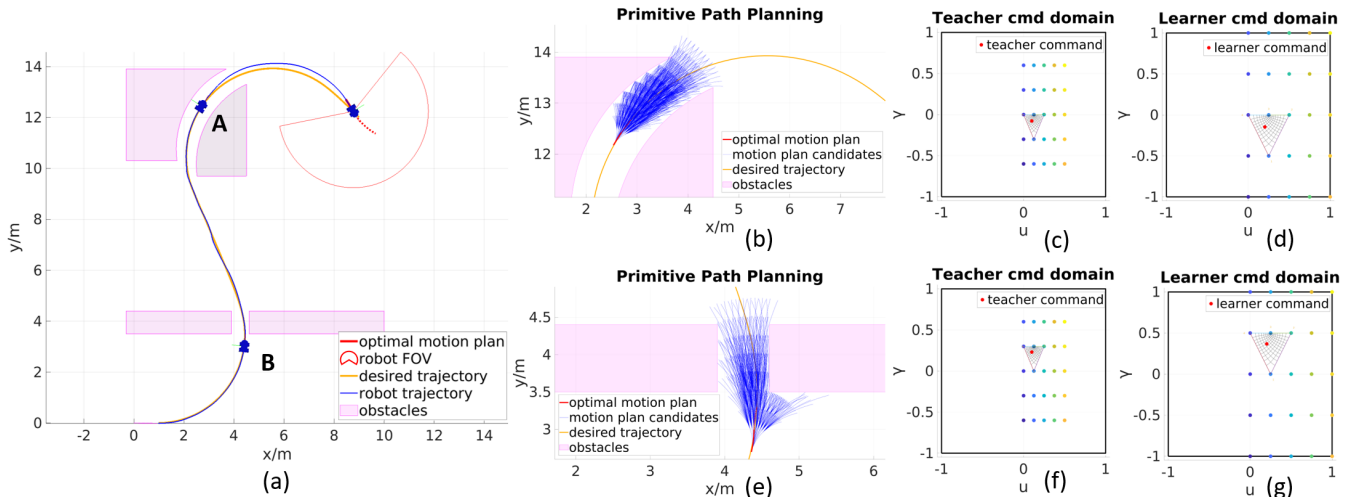 14
12
10
8
6
4
2
0
y/m
-2
0
2
4
6
8
10
12
14
x/m
A
B
optimal motion plan
robot FOV
desired trajectory
robot trajectory
obstacles
(a)
Primitive Path Planning
14
13
12
y/m
2
3
4
5
6
7
x/m
optimal motion plan
motion plan candidates
desired trajectory
obstacles
(b)
Teacher cmd domain
teacher command
1
0.5
0
-0.5
-1
γ
-1
0
1
u
(c)
Learner cmd domain
learner command
1
0.5
0
-0.5
-1
γ
-1
0
1
u
(d)
Primitive Path Planning
4.5
4
3.5
3
y/m
2
3
4
5
6
x/m
optimal motion plan
motion plan candidates
desired trajectory
obstacles
(e)
Teacher cmd domain
teacher command
1
0.5
0
-0.5
-1
γ
-1
0
1
u
(f)
Learner cmd domain
learner command
1
0.5
0
-0.5
-1
γ
-1
0
1
u
(g)